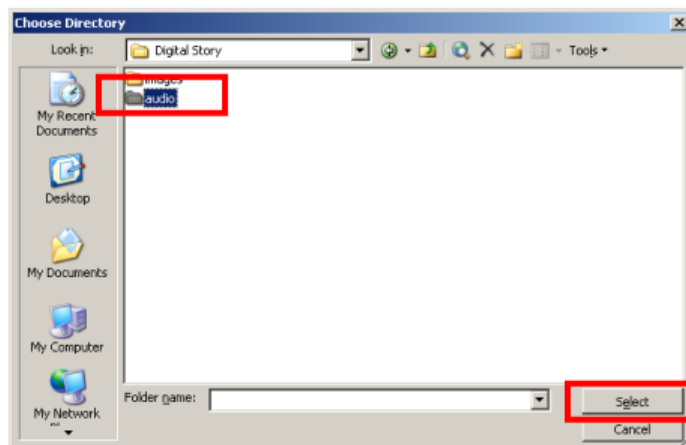 Choose Directory
Look in:
Digital Story
Tools
images
audio
My Recent
Documents
Desktop
My Documents
My Computer
My Network
Folder name:
Select
Cancel